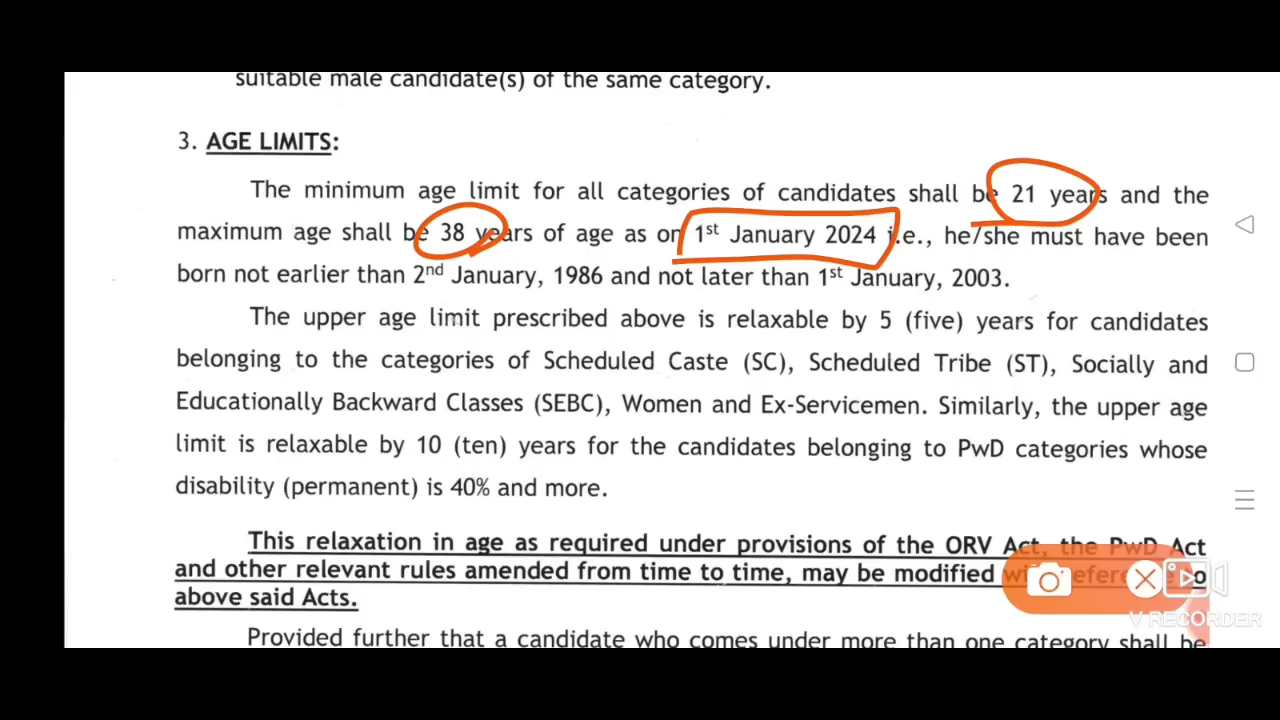 suitable male candidate(s) of the same category.
3. AGE LIMITS:
The minimum age limit for all categories of candidates shall be 21 years and the
maximum age shall be 38 years of age as on 1st January 2024 i.e., he/she must have been
born not earlier than 2nd January, 1986 and not later than 1st January, 2003.
The upper age limit prescribed above is relaxable by 5 (five) years for candidates
belonging to the categories of Scheduled Caste (SC), Scheduled Tribe (ST), Socially and
Educationally Backward Classes (SEBC), Women and Ex-Servicemen. Similarly, the upper age
limit is relaxable by 10 (ten) years for the candidates belonging to PwD categories whose
disability (permanent) is 40% and more.
This relaxation in age as required under provisions of the ORV Act, the PwD Act
and other relevant rules amended from time to time, may be modified with reference to
above said Acts.
V RECORDER
Provided further that a candidate who comes under more than one category shall be